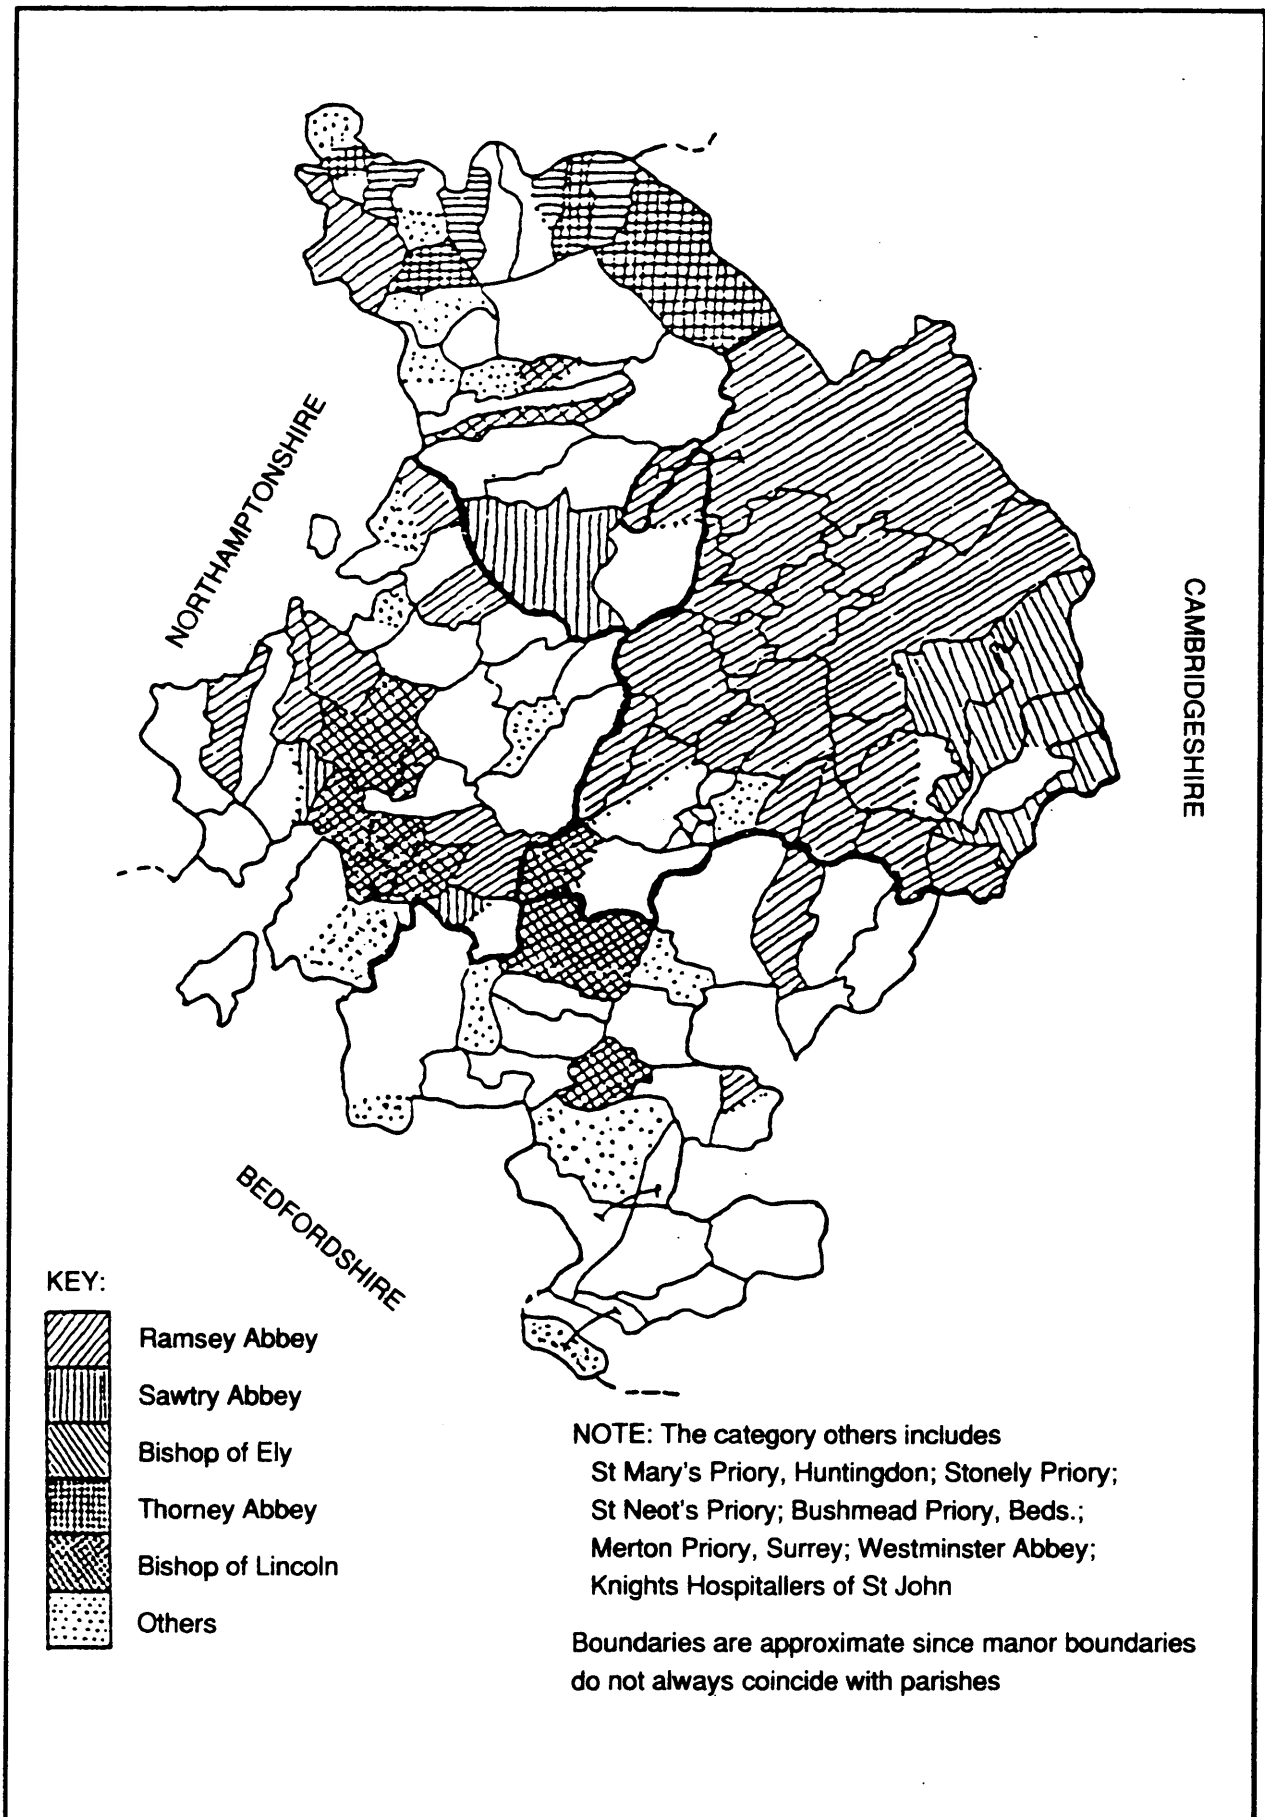 NORTHAMPTONSHIRE
CAMBRIDGESHIRE
BEDFORDSHIRE
KEY:
Ramsey Abbey
Sawtry Abbey
Bishop of Ely
Thorney Abbey
Bishop of Lincoln
Others
NOTE: The category others includes
St Mary's Priory, Huntingdon; Stonely Priory;
St Neot's Priory; Bushmead Priory, Beds.;
Merton Priory, Surrey; Westminster Abbey;
Knights Hospitallers of St John
Boundaries are approximate since manor boundaries
do not always coincide with parishes